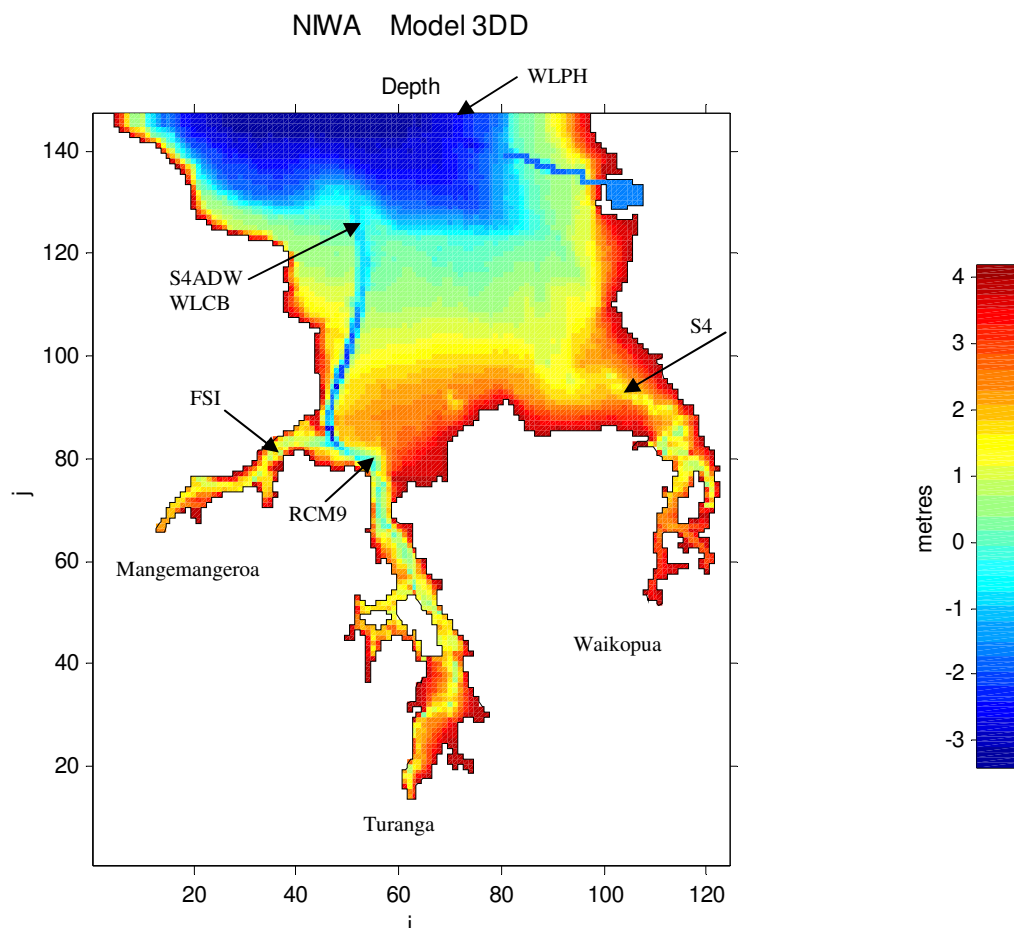 NIWA Model 3DD
Depth
WLPH
140
120
100
80
60
40
20
j
S4ADW
WLCB
S4
FSI
RCM9
Mangemangeroa
Waikopua
Turanga
20
40
60
80
100
120
i
metres
4
3
2
1
0
-1
-2
-3